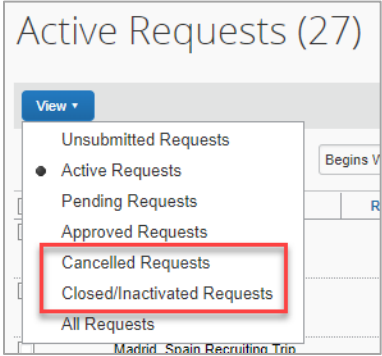 Active Requests (27)
View
Unsubmitted Requests
Begins W
Active Requests
Pending Requests
R
Approved Requests
Cancelled Requests
Closed/Inactivated Requests
All Requests
Madrid, Spain Recruiting Trip